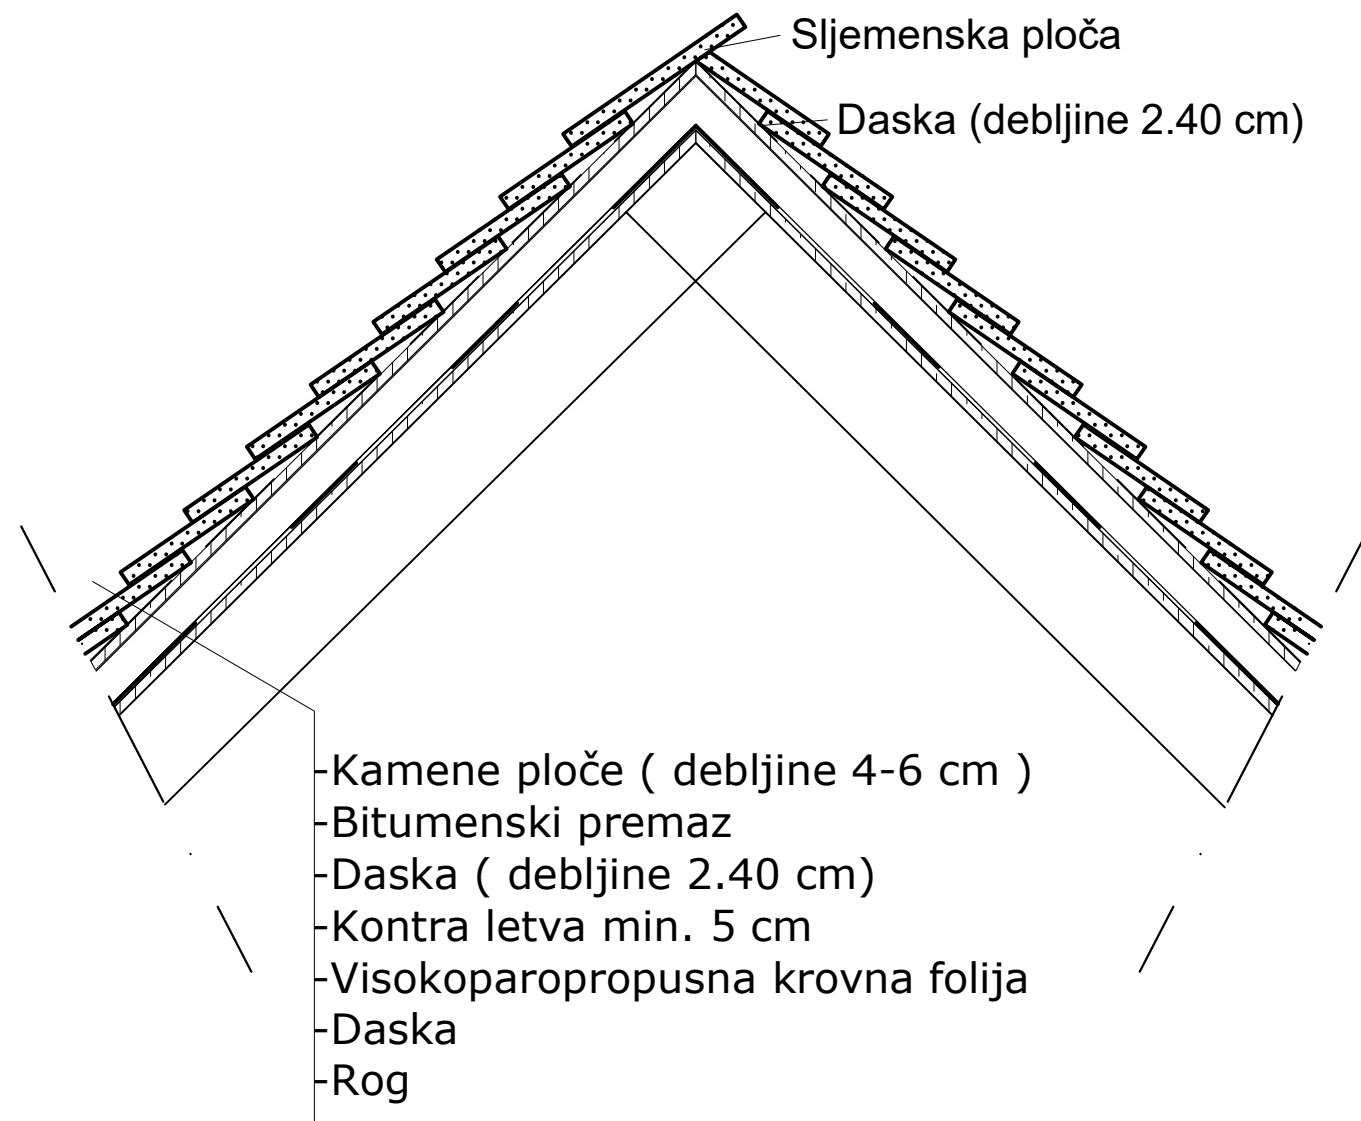 Sljemenska ploča
Daska (debljine 2.40 cm)
-Kamene ploče ( debljine 4-6 cm )
-Bitumenski premaz
-Daska ( debljine 2.40 cm)
-Kontra letva min. 5 cm
-Visokoparopropusna krovna folija
-Daska
-Rog